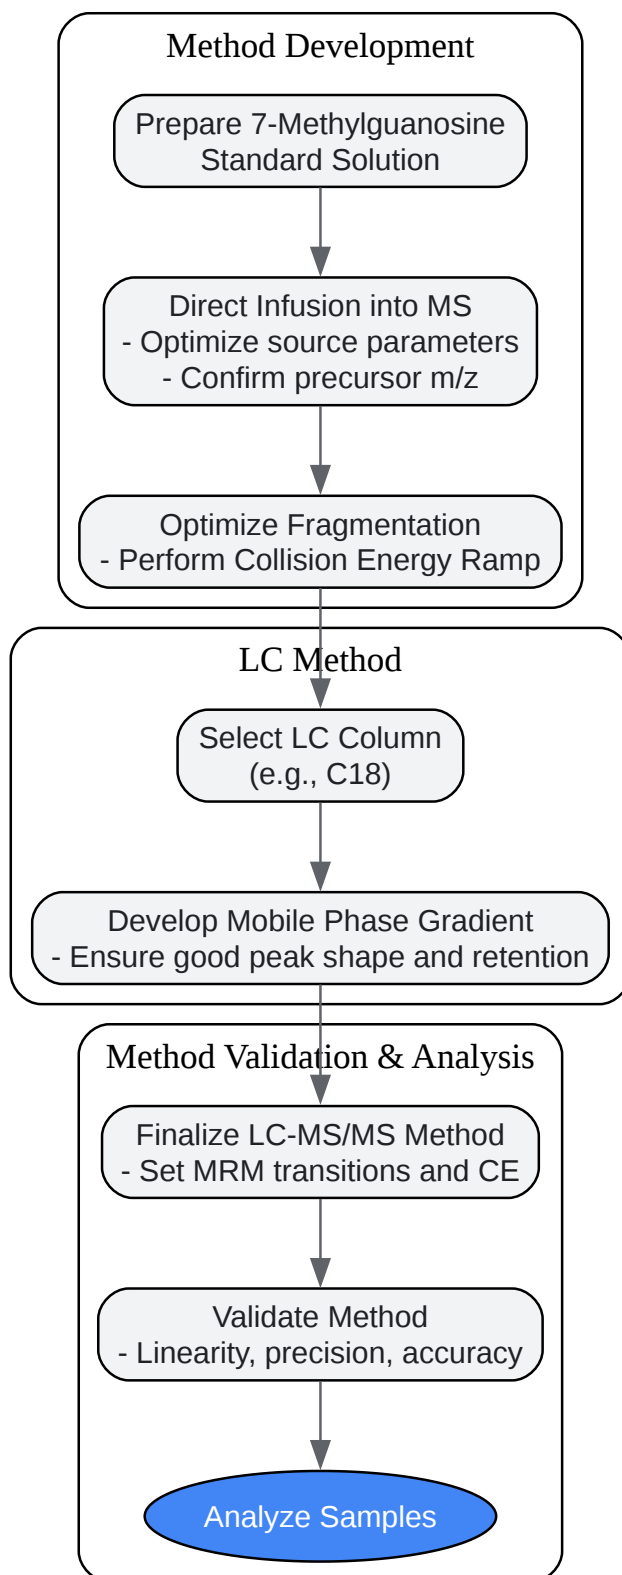 Method Development
Prepare 7-Methylguanosine
Standard Solution
Direct Infusion into MS
- Optimize source parameters
- Confirm precursor m/z
Optimize Fragmentation
- Perform Collision Energy Ramp
LC Method
Select LC Column
(e.g., C18)
Develop Mobile Phase Gradient
- Ensure good peak shape and retention
Method Validation & Analysis
Finalize LC-MS/MS Method
- Set MRM transitions and CE
Validate Method
- Linearity, precision, accuracy
Analyze Samples